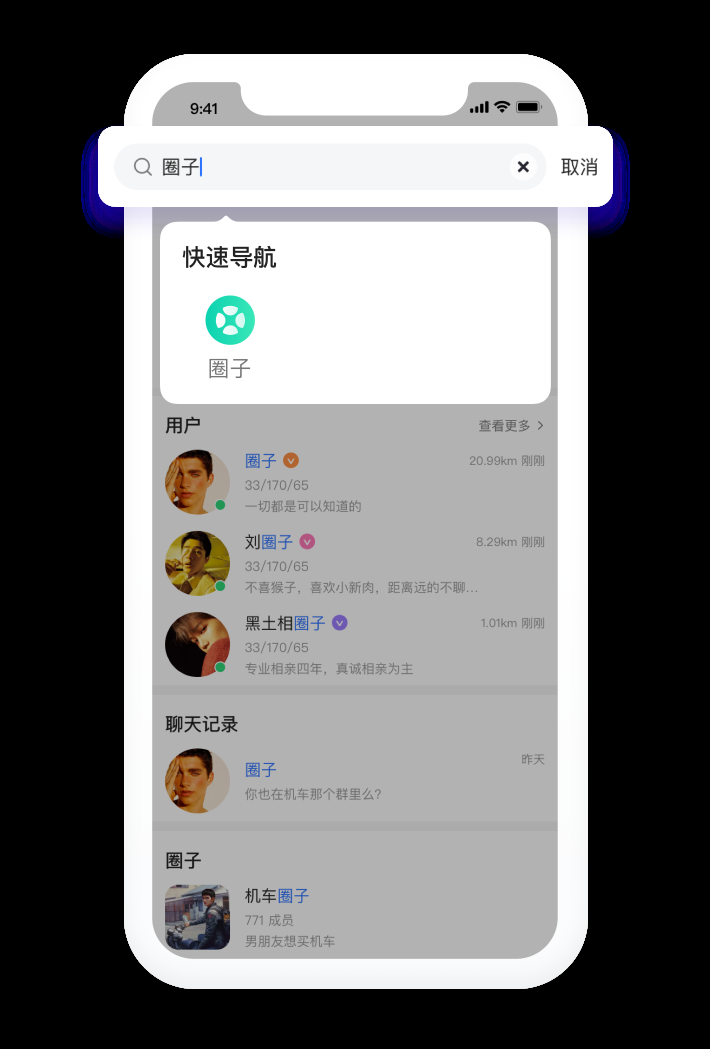 9:41
圈子
取消
快速导航
圈子
用户
查看更多
圈子
20.99km 刚刚
33/170/65
一切都是可以知道的
刘圈子
8.29km 刚刚
33/170/65
不喜猴子，喜欢小新肉，距离远的不聊...
黑土相圈子
1.01km 刚刚
33/170/65
专业相亲四年，真诚相亲为主
聊天记录
圈子
昨天
你也在机车那个群里么?
圈子
机车圈子
771 成员
男朋友想买机车